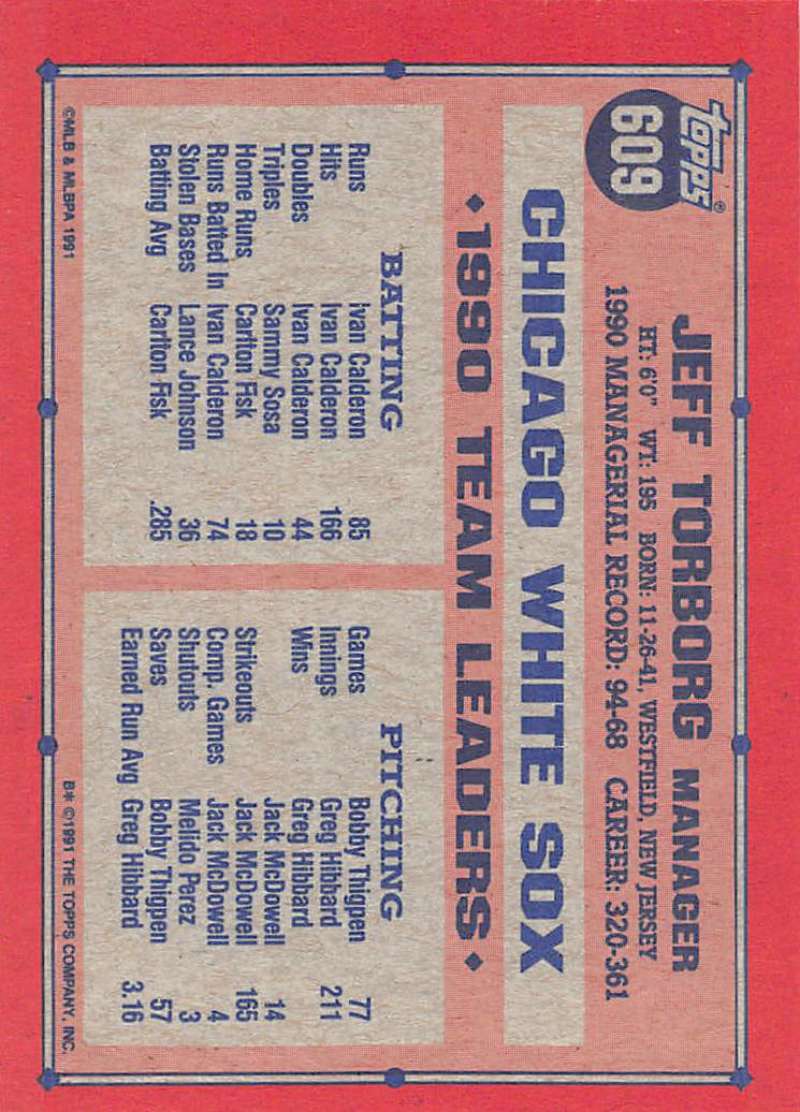 Topps®
609
JEFF TORBORG MANAGER
HT: 6'0" WT: 195 BORN: 11-26-41, WESTFIELD, NEW JERSEY
1990 MANAGERIAL RECORD: 94-68 CAREER: 320-361
CHICAGO WHITE SOX
♦1990 TEAM LEADERS♦
BATTING
Runs Ivan Calderon 85
Hits Ivan Calderon 166
Doubles Ivan Calderon 44
Triples Sammy Sosa 10
Home Runs Carlton Fisk 18
Runs Batted In Ivan Calderon 74
Stolen Bases Lance Johnson 36
Batting Avg Carlton Fisk .285
PITCHING
Games Bobby Thigpen 77
Innings Greg Hibbard 211
Wins Greg Hibbard
Jack McDowell 14
Strikeouts Jack McDowell 165
Comp. Games Jack McDowell 4
Shutouts Melido Perez 3
Saves Bobby Thigpen 57
Earned Run Avg Greg Hibbard 3.16
©MLB & MLBPA 1991
B* ©1991 THE TOPPS COMPANY, INC.